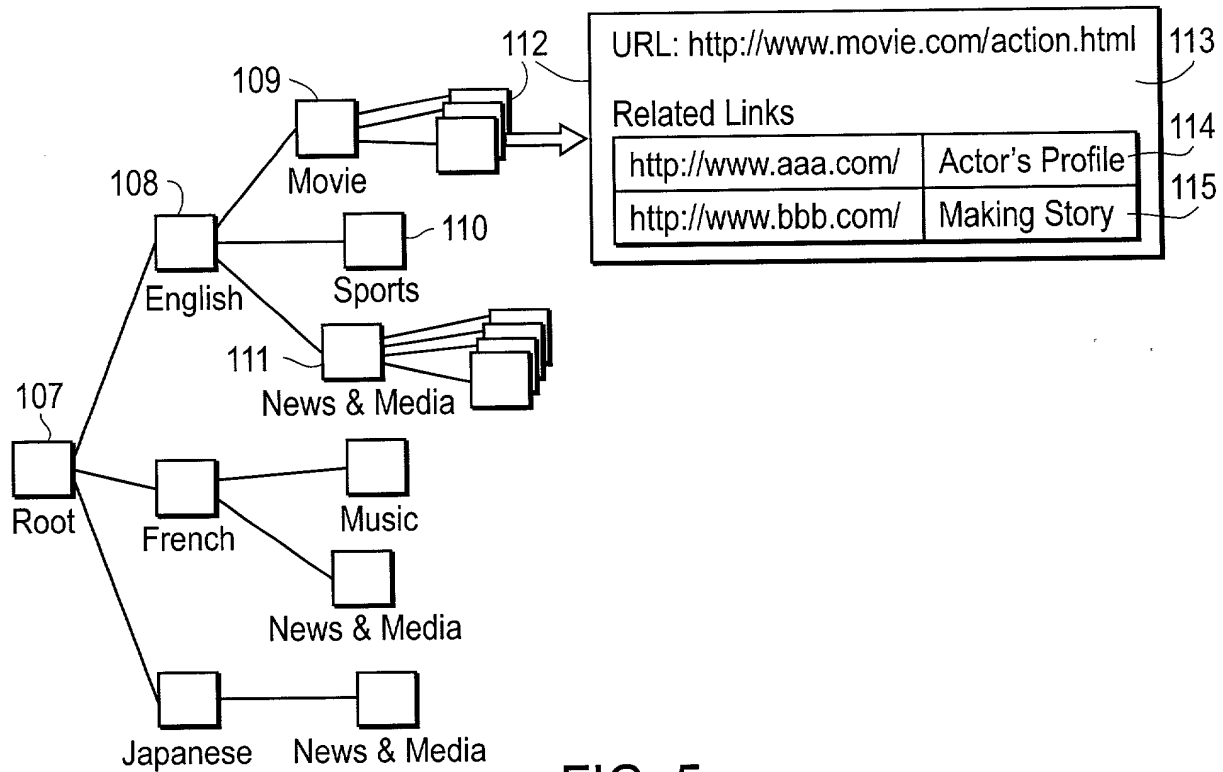 112
URL: http://www.movie.com/action.html
113
109
Related Links
114
http://www.aaa.com/ Actor's Profile
Movie
115
108
http://www.bbb.com/ Making Story
110
English
Sports
111
107
News & Media
Root
French
Music
News & Media
Japanese
News & Media